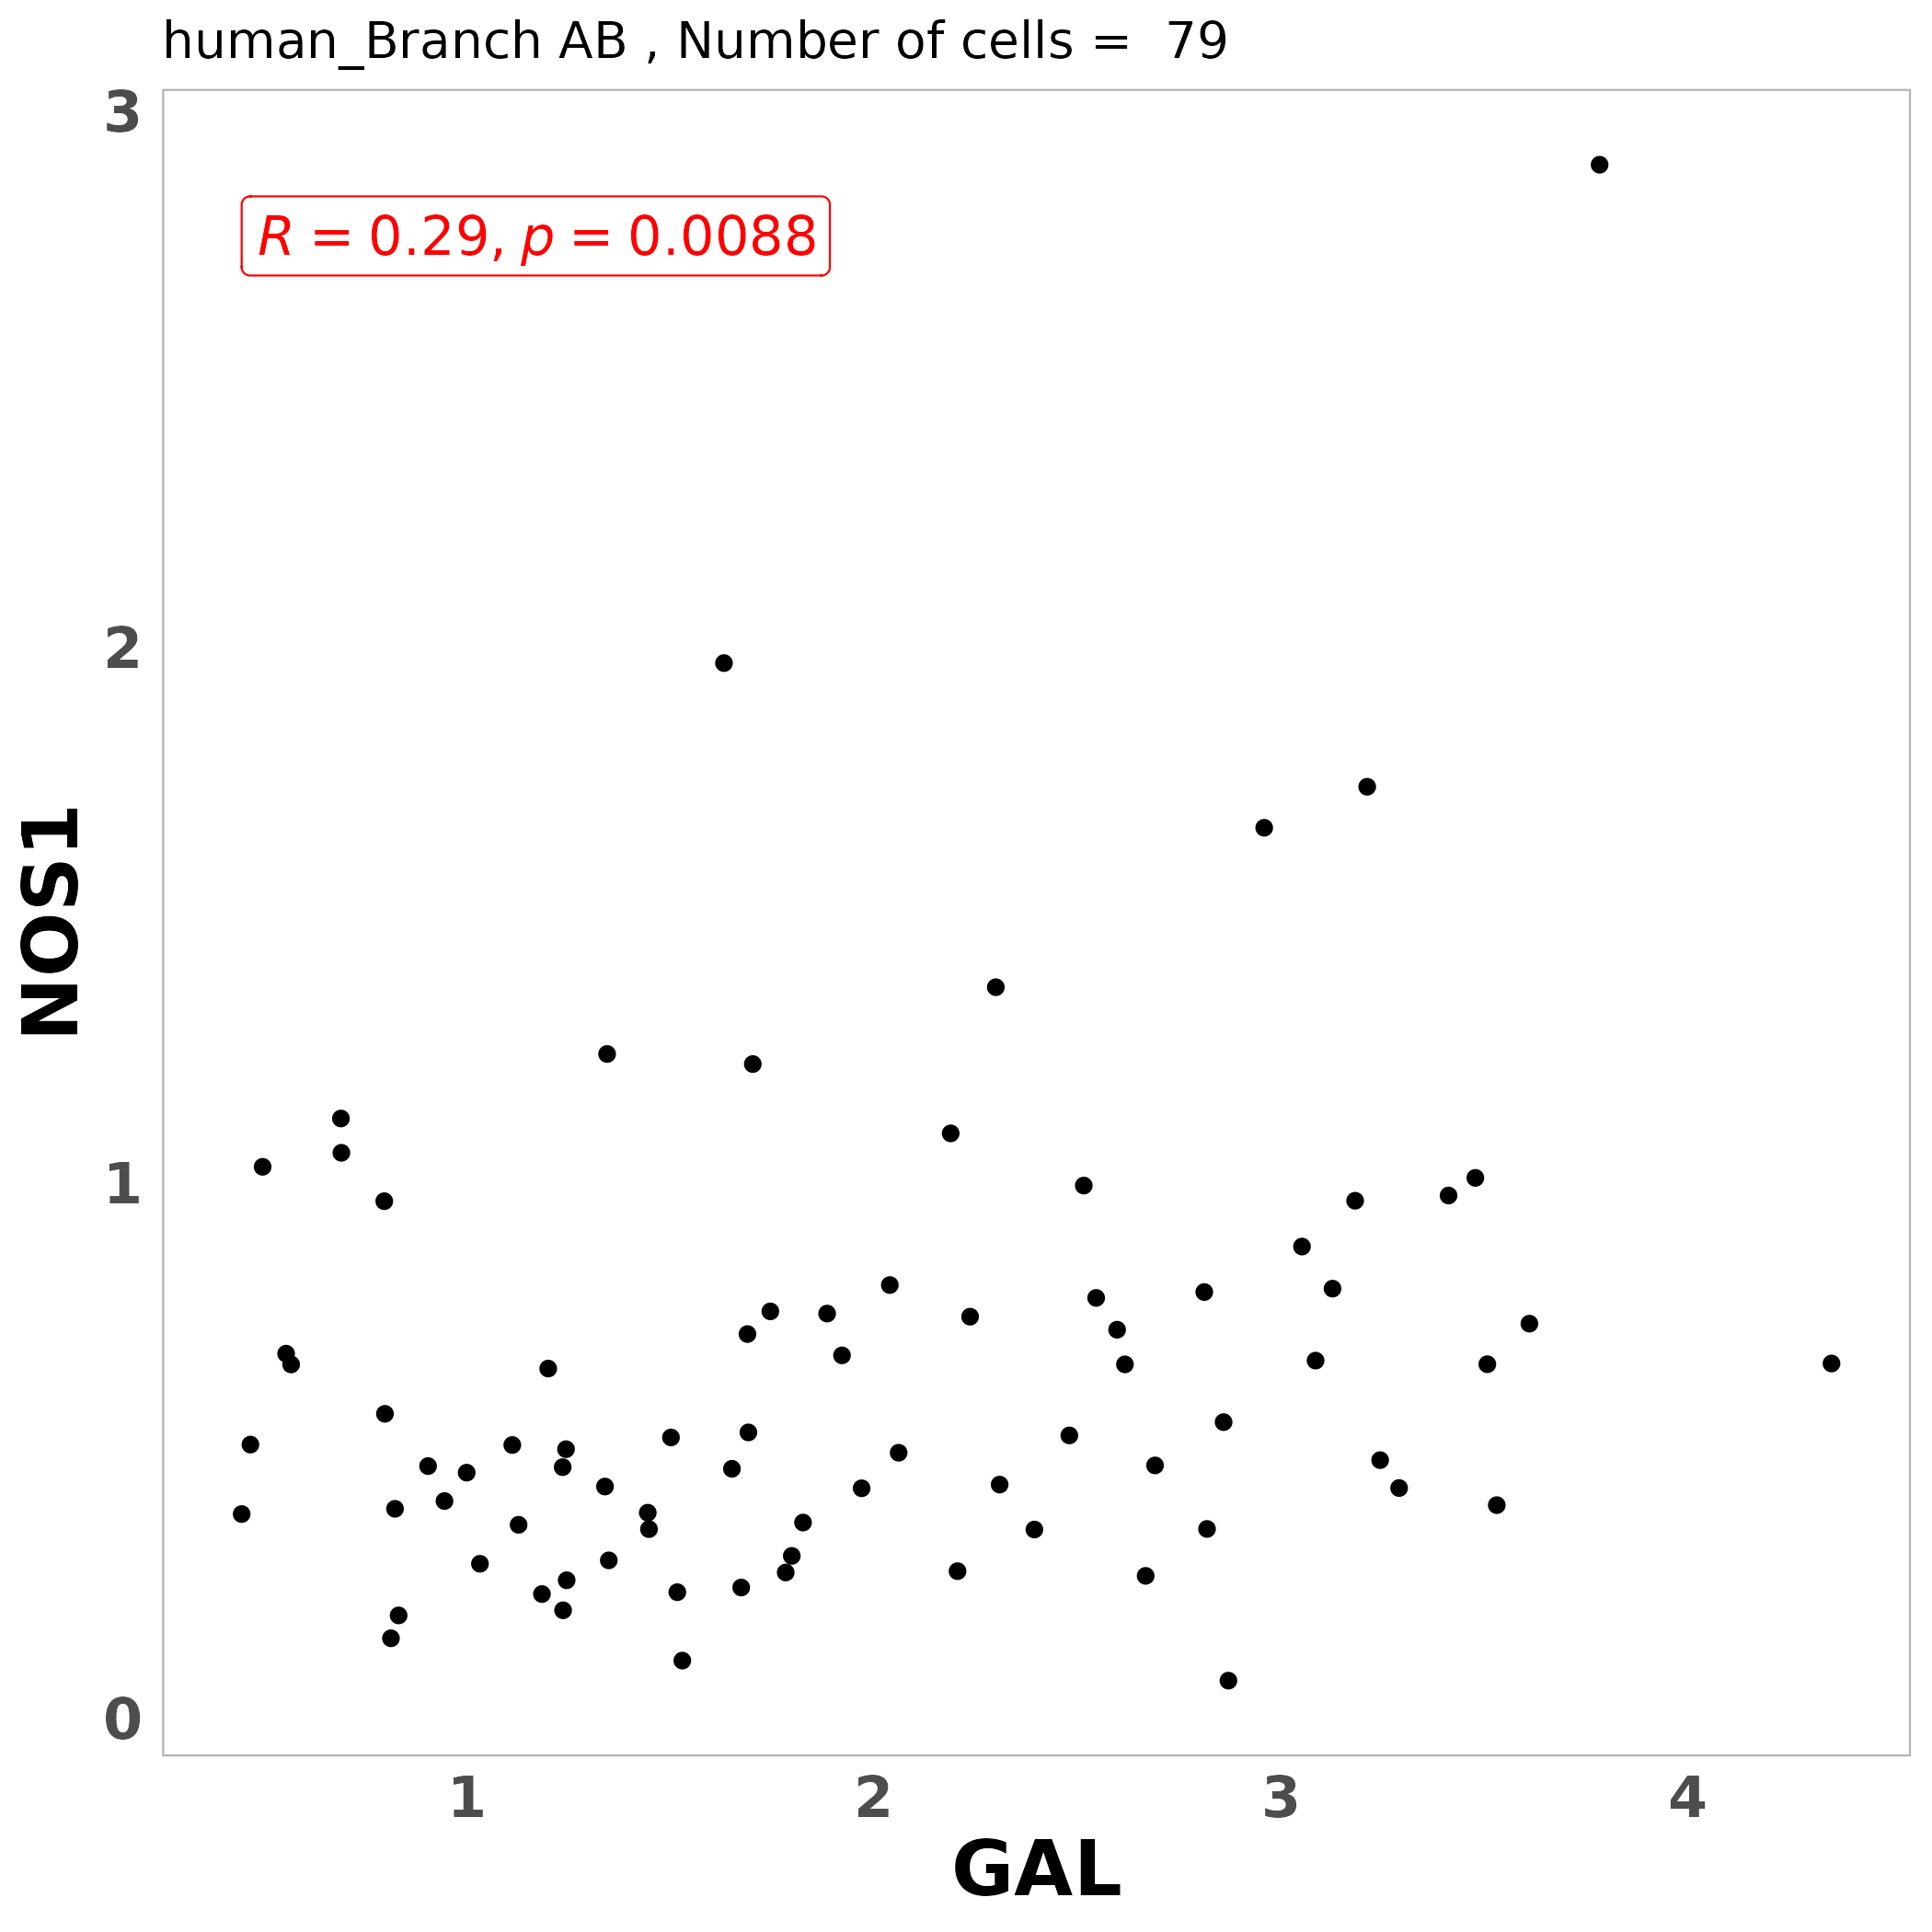 human_Branch AB , Number of cells =  79
3
R = 0.29, p = 0.0088
2
NOS1
1
0
1 2 3 4
GAL